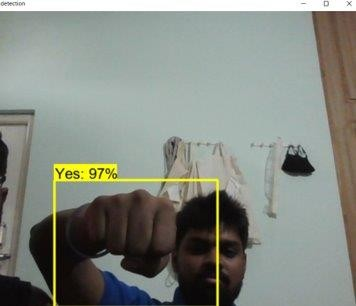 detection
Yes: 97%